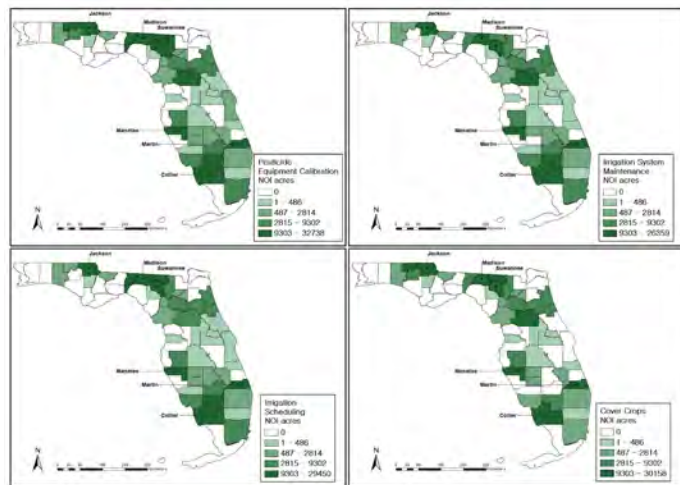 Jackson
Madison
Suwannee
Manatee
Martin
Collier
Pesticide
Equipment Calibration
NOI acres
0
1 - 486
487 - 2814
2815 - 9302
9303 - 32738
N
Jackson
Madison
Suwannee
Manatee
Martin
Collier
Irrigation System
Maintenance
NOI acres
0
1 - 486
487 - 2814
2815 - 9302
9303 - 26359
N
Jackson
Madison
Suwannee
Manatee
Martin
Collier
Irrigation
Scheduling
NOI acres
0
1 - 486
487 - 2814
2815 - 9302
9303 - 29450
N
Jackson
Madison
Suwannee
Manatee
Martin
Collier
Cover Crops
NOI acres
0
1 - 486
487 - 2814
2815 - 9302
9303 - 30158
N